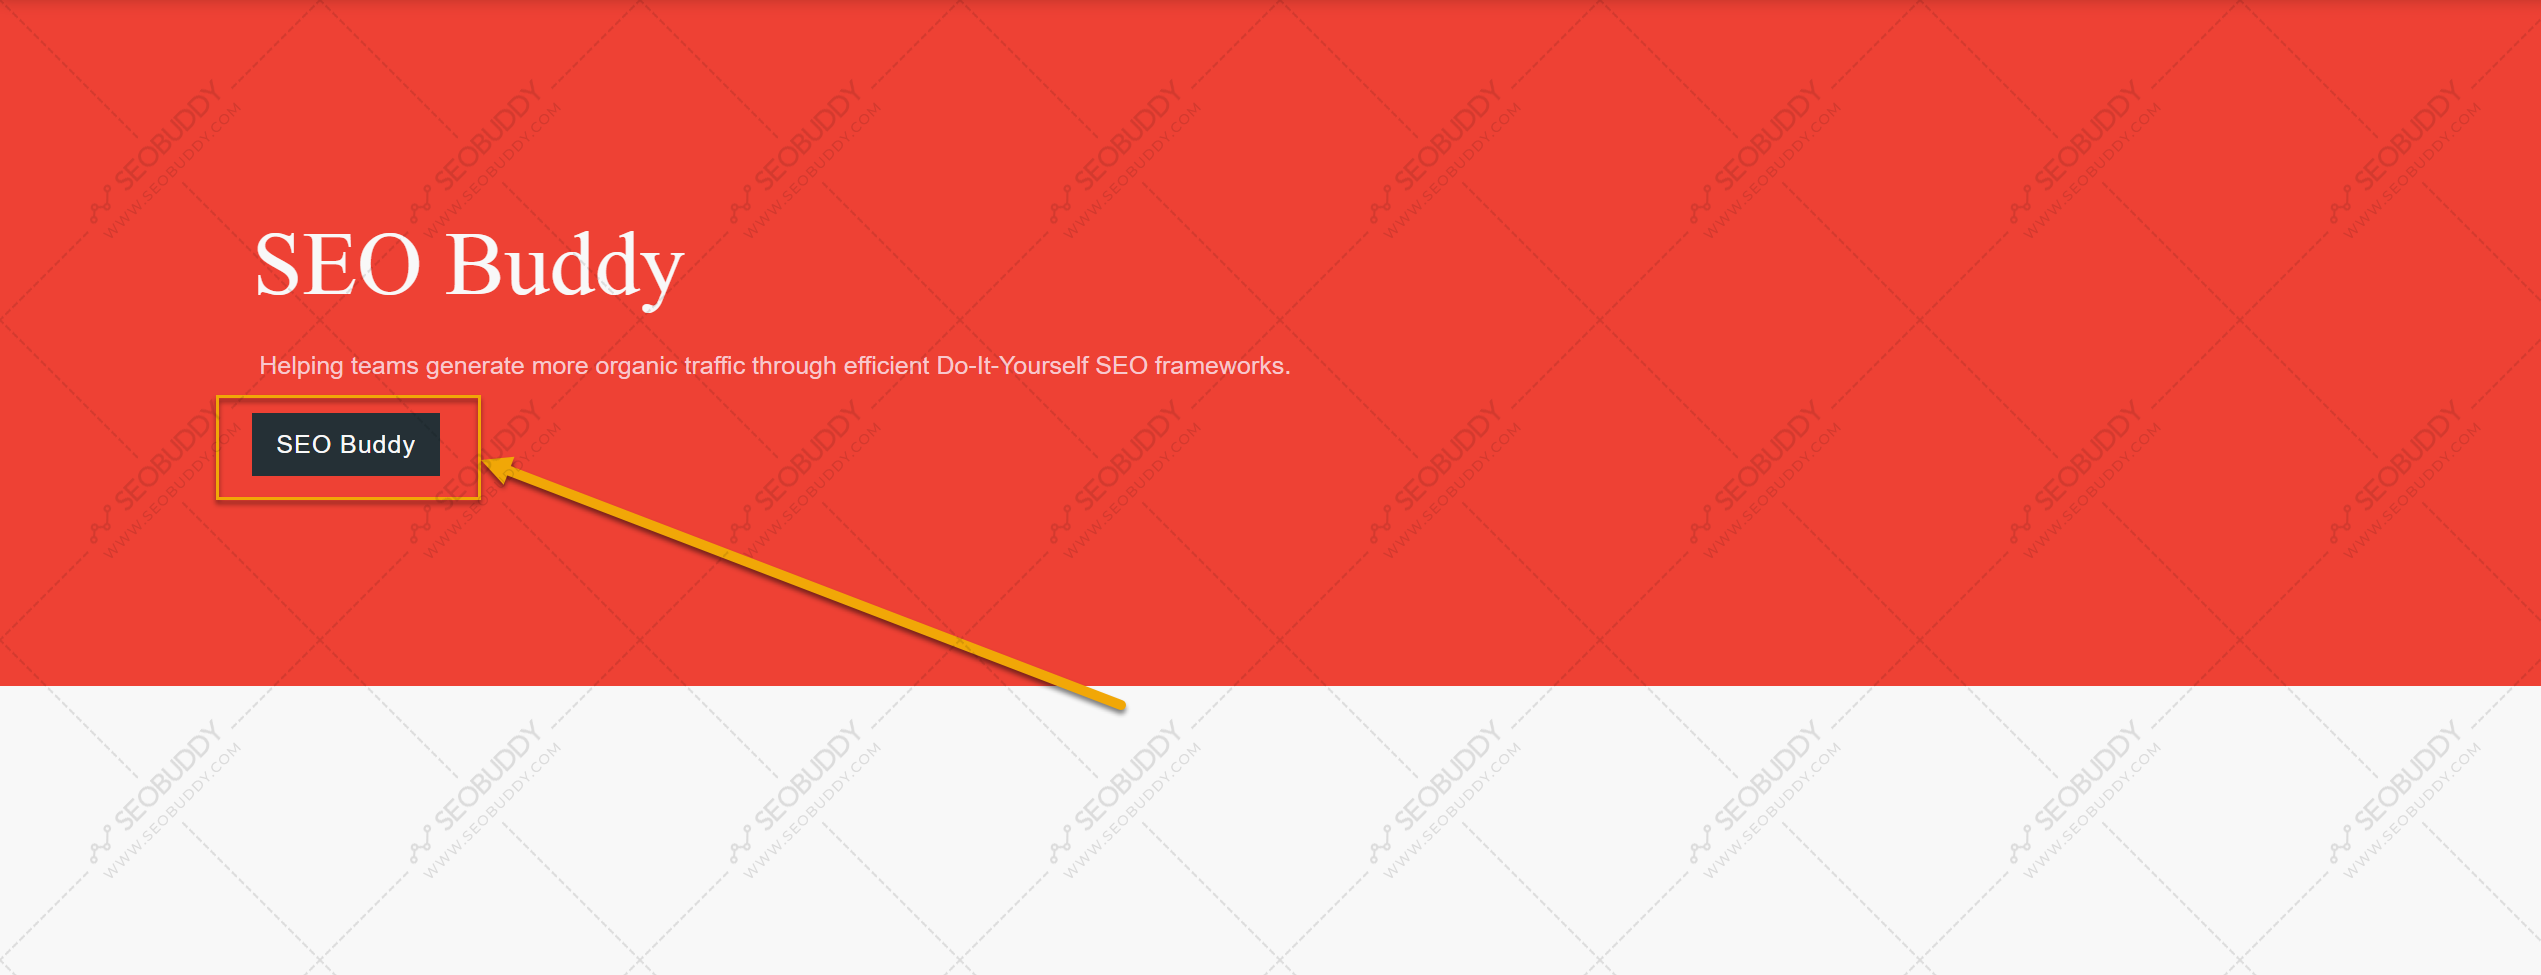 SEOBUDDY
WWW.SEOBUDDY.COM
SEO Buddy
Helping teams generate more organic traffic through efficient Do-It-Yourself SEO frameworks.
SEO Buddy